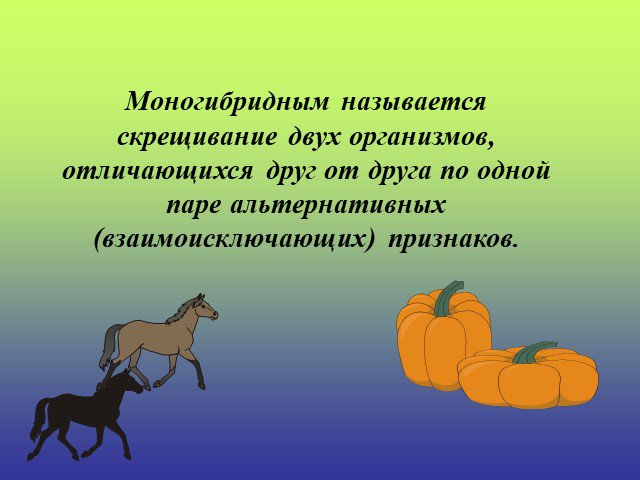 Моногибридным называется
скрещивание двух организмов,
отличающихся друг от друга по одной
паре альтернативных
(взаимоисключающих) признаков.